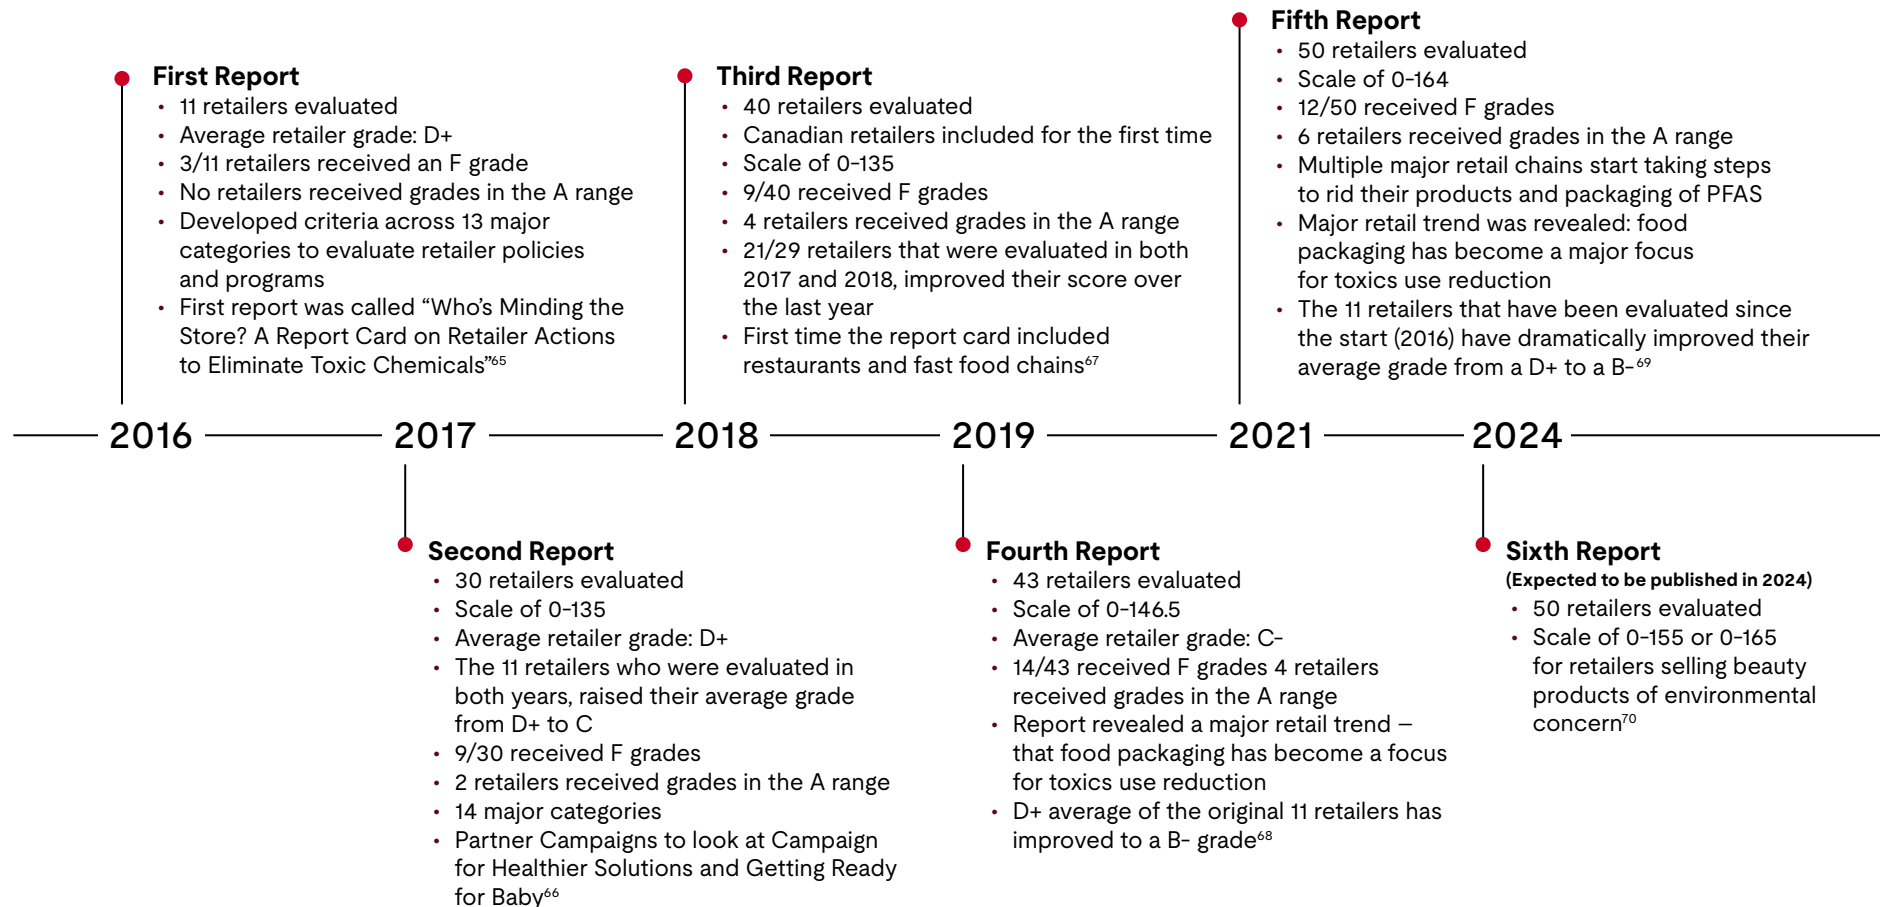 First Report
• 11 retailers evaluated
• Average retailer grade: D+
• 3/11 retailers received an F grade
• No retailers received grades in the A range
• Developed criteria across 13 major
categories to evaluate retailer policies
and programs
• First report was called “Who’s Minding the
Store? A Report Card on Retailer Actions
to Eliminate Toxic Chemicals”65
Third Report
• 40 retailers evaluated
• Canadian retailers included for the first time
• Scale of 0-135
• 9/40 received F grades
• 4 retailers received grades in the A range
• 21/29 retailers that were evaluated in both
2017 and 2018, improved their score over
the last year
• First time the report card included
restaurants and fast food chains67
Fifth Report
• 50 retailers evaluated
• Scale of 0-164
• 12/50 received F grades
• 6 retailers received grades in the A range
• Multiple major retail chains start taking steps
to rid their products and packaging of PFAS
• Major retail trend was revealed: food
packaging has become a major focus
for toxics use reduction
• The 11 retailers that have been evaluated since
the start (2016) have dramatically improved their
average grade from a D+ to a B-69
2016 2017 2018 2019 2021 2024
Second Report
• 30 retailers evaluated
• Scale of 0-135
• Average retailer grade: D+
• The 11 retailers who were evaluated in
both years, raised their average grade
from D+ to C
• 9/30 received F grades
• 2 retailers received grades in the A range
• 14 major categories
• Partner Campaigns to look at Campaign
for Healthier Solutions and Getting Ready
for Baby66
Fourth Report
• 43 retailers evaluated
• Scale of 0-146.5
• Average retailer grade: C-
• 14/43 received F grades 4 retailers
received grades in the A range
• Report revealed a major retail trend –
that food packaging has become a focus
for toxics use reduction
• D+ average of the original 11 retailers has
improved to a B- grade68
Sixth Report
(Expected to be published in 2024)
• 50 retailers evaluated
• Scale of 0-155 or 0-165
for retailers selling beauty
products of environmental
concern70